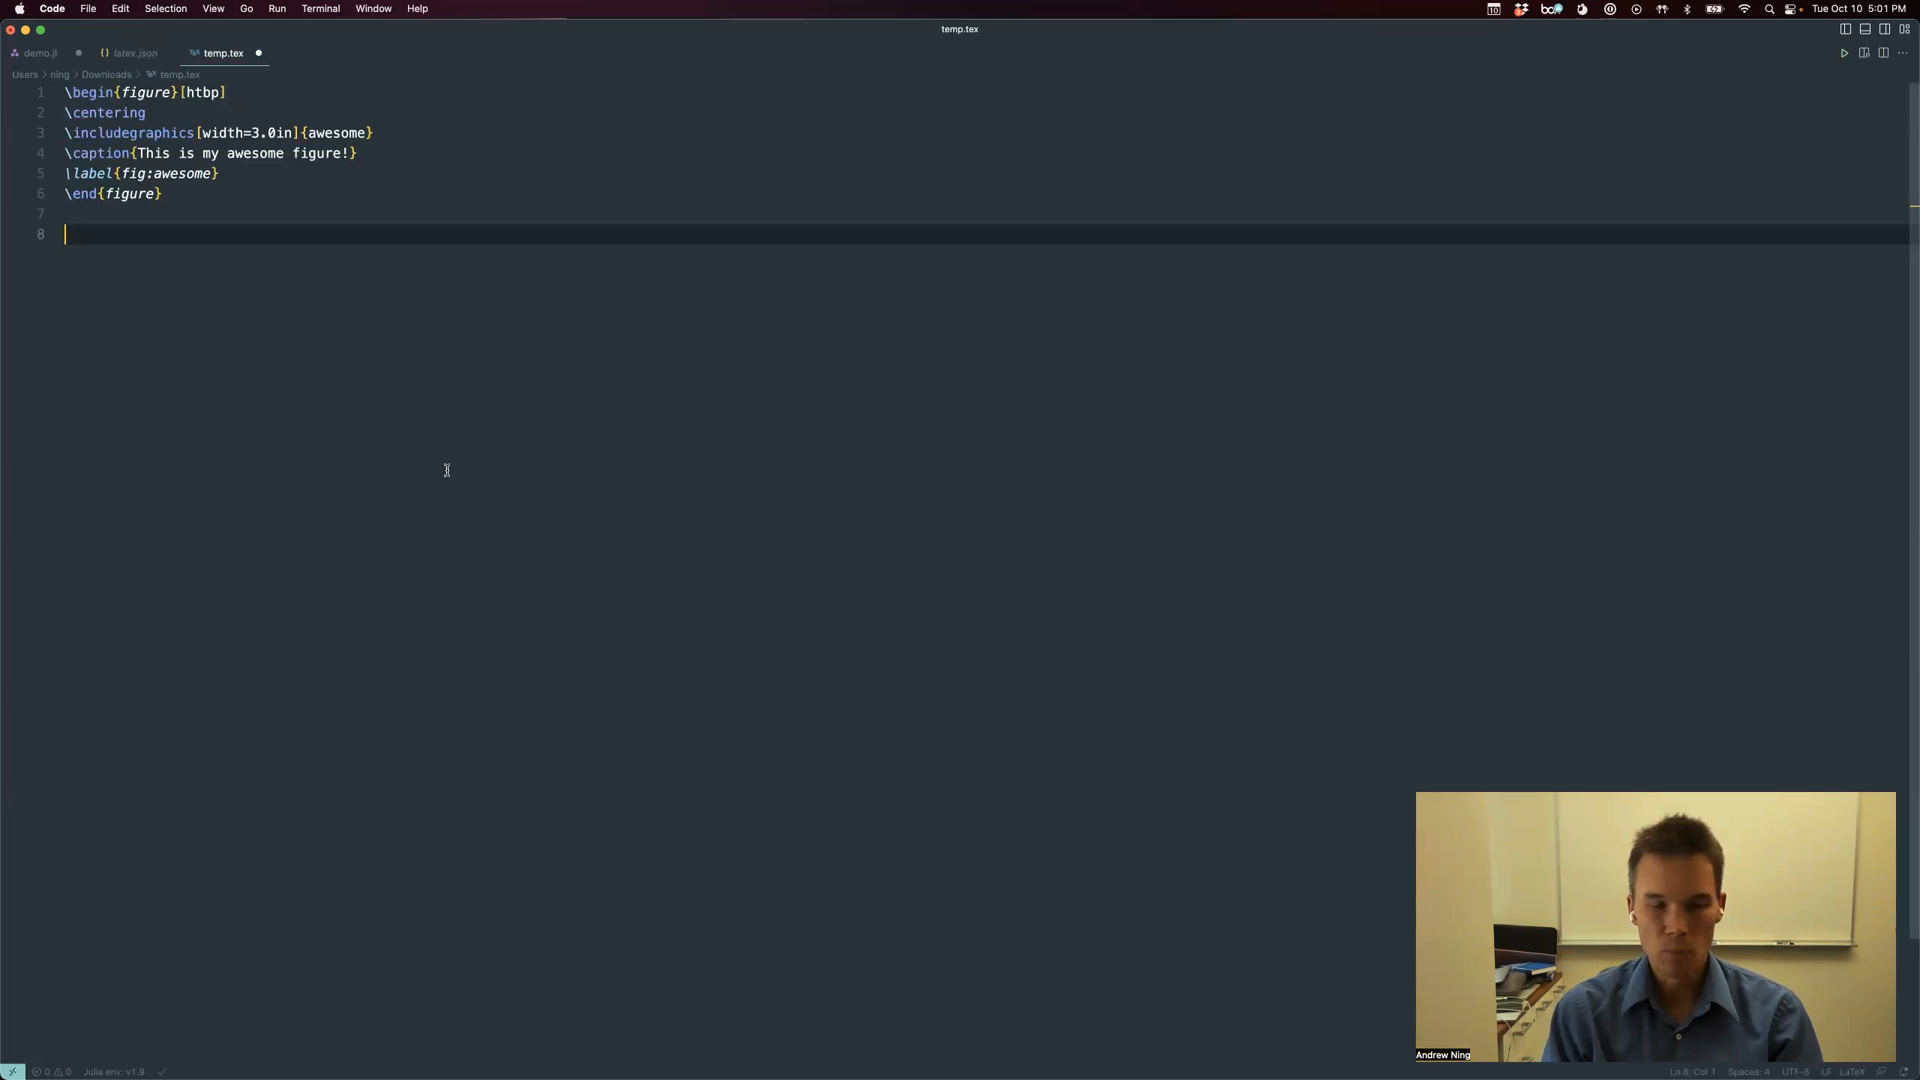 Code File Edit Selection View Go Run Terminal Window Help 10 Tue Oct 10 5:01 PM
temp.tex
demo.jl {} latex.json temp.tex
Users > ning > Downloads > temp.tex
1 \begin{figure}[htbp]
2 \centering
3 \includegraphics[width=3.0in]{awesome}
4 \caption{This is my awesome figure!}
5 \label{fig:awesome}
6 \end{figure}
7
8
Andrew Ning
0 0 Julia env: v1.9 Ln 8, Col 1 Spaces: 4 UTF-8 LF LaTeX